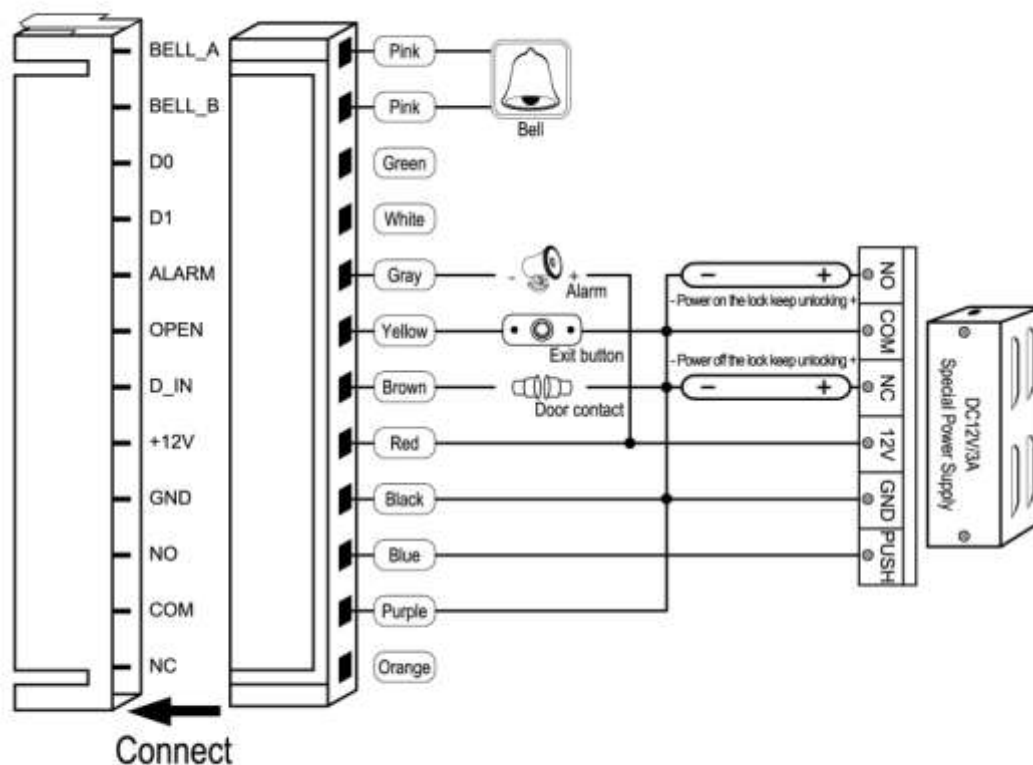 BELL_A
Pink
BELL_B
Pink
Bell
D0
Green
D1
White
ALARM
Gray
-
+
Alarm
OPEN
Yellow
Exit button
D_IN
Brown
Door contact
+12V
Red
GND
Black
NO
Blue
COM
Purple
NC
Orange
Connect
-
+
- Power on the lock keep unlocking +
- Power off the lock keep unlocking +
-
+
NO
COM
NC
12V
GND
PUSH
DC12V/3A
Special Power Supply